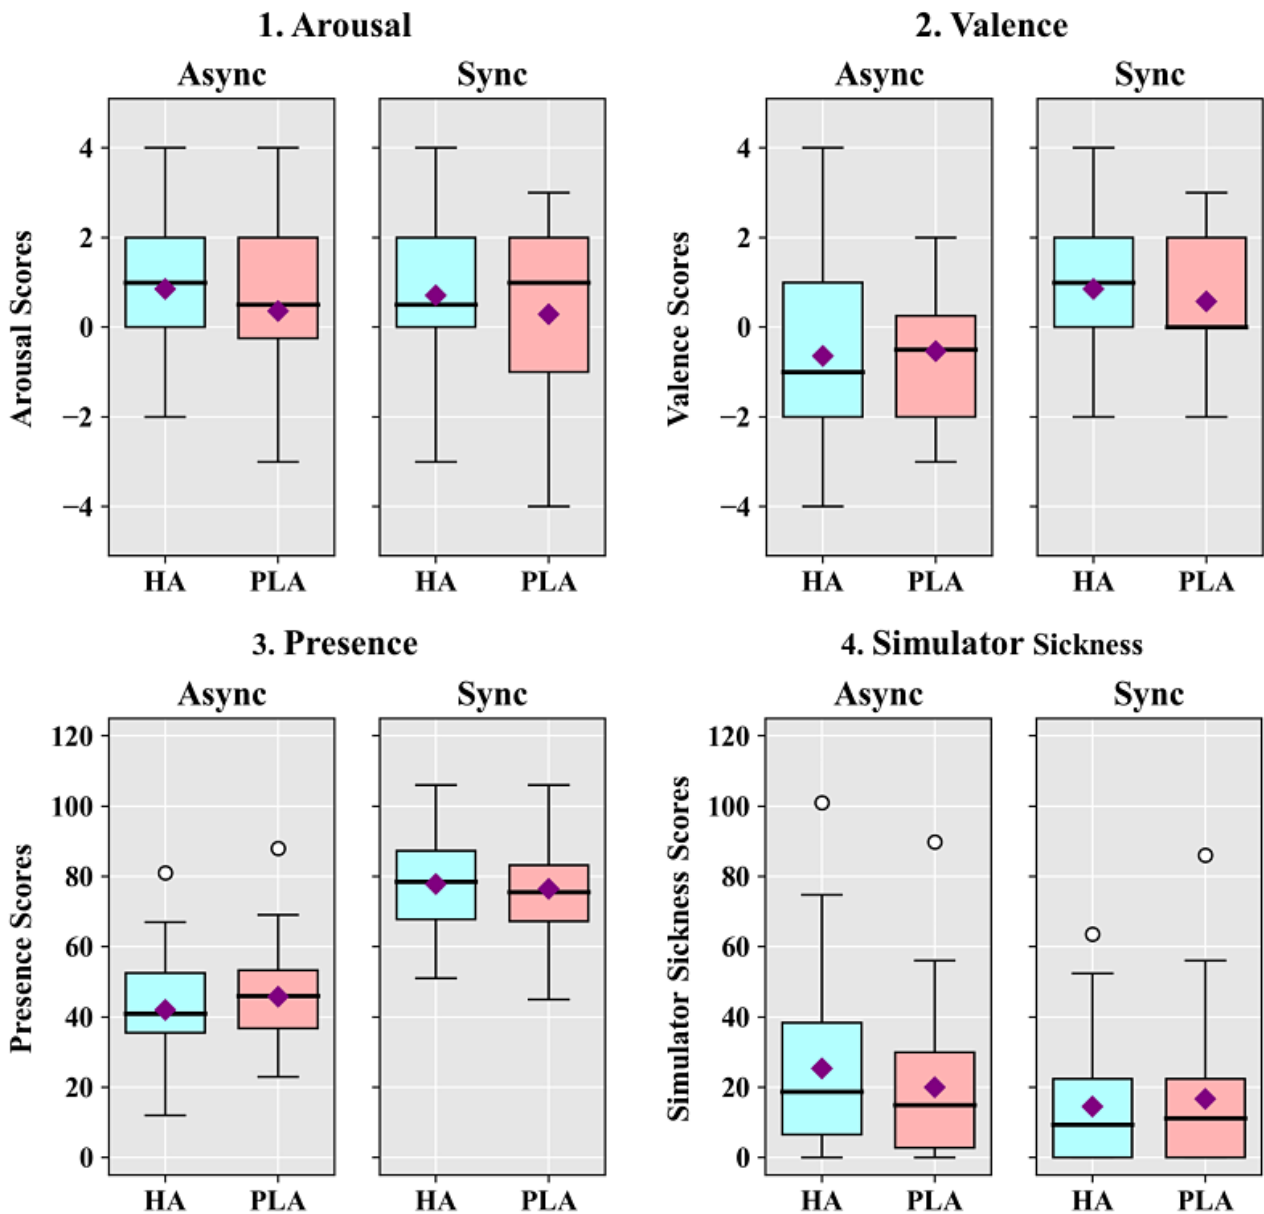 1. Arousal
Async Sync
Arousal Scores
4
2
0
−2
−4
HA PLA HA PLA
2. Valence
Async Sync
Valence Scores
4
2
0
−2
−4
HA PLA HA PLA
3. Presence
Async Sync
Presence Scores
120
100
80
60
40
20
0
HA PLA HA PLA
4. Simulator Sickness
Async Sync
Simulator Sickness Scores
120
100
80
60
40
20
0
HA PLA HA PLA